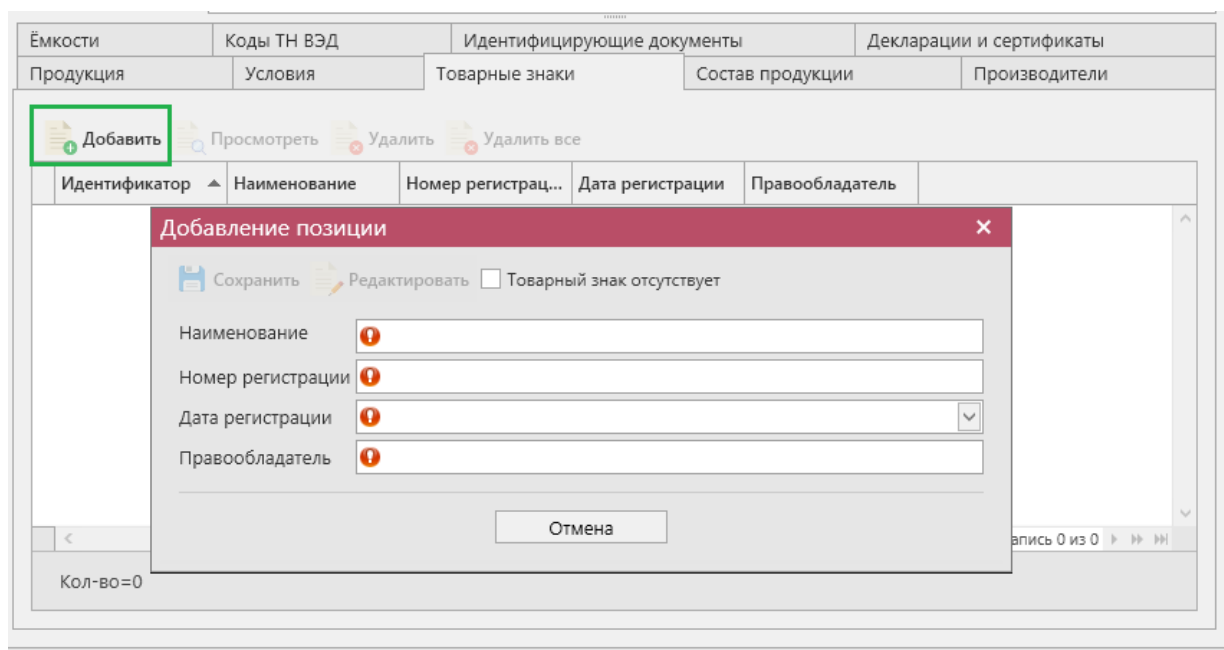 Ёмкости Коды ТН ВЭД Идентифицирующие документы Декларации и сертификаты
Продукция Условия Товарные знаки Состав продукции Производители
Добавить Просмотреть Удалить Удалить все
Идентификатор Наименование Номер регистрац... Дата регистрации Правообладатель
Добавление позиции
Сохранить Редактировать Товарный знак отсутствует
Наименование
Номер регистрации
Дата регистрации
Правообладатель
Отмена
апись 0 из 0
Кол-во=0